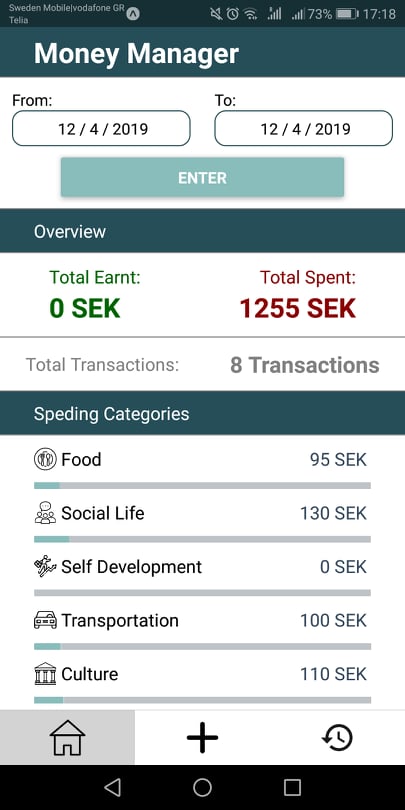 Sweden Mobile|vodafone GR
Telia
73% 17:18
Money Manager
From: To:
12 / 4 / 2019 12 / 4 / 2019
ENTER
Overview
Total Earnt: Total Spent:
0 SEK 1255 SEK
Total Transactions: 8 Transactions
Speding Categories
Food 95 SEK
Social Life 130 SEK
Self Development 0 SEK
Transportation 100 SEK
Culture 110 SEK